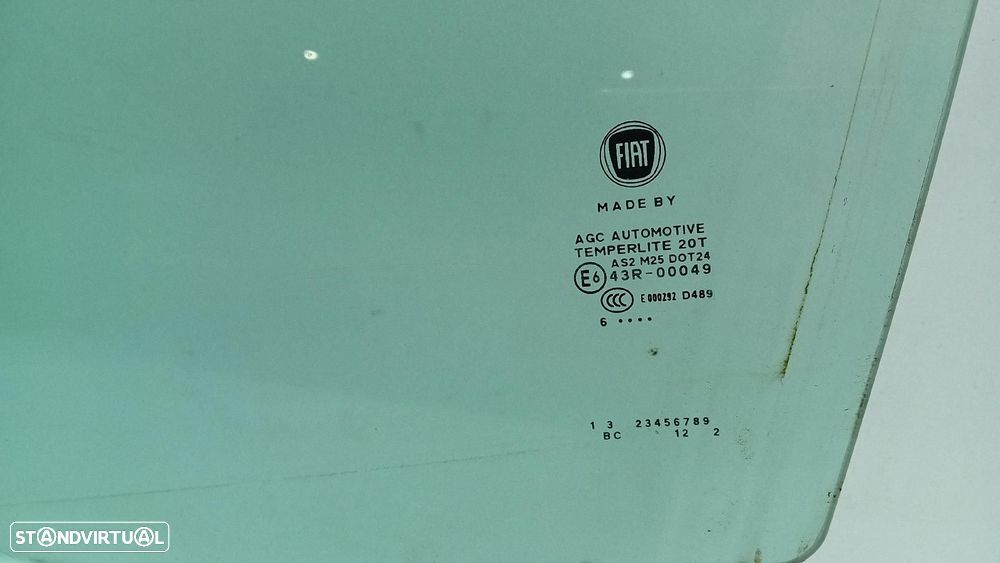 FIAT
MADE BY
AGC AUTOMOTIVE
TEMPERLITE 20T
AS2 M25 DOT24
E6 43R-00049
CCC E 000292 D489
6 ••••
1 3 23456789
BC 12 2
STANDVIRTUAL